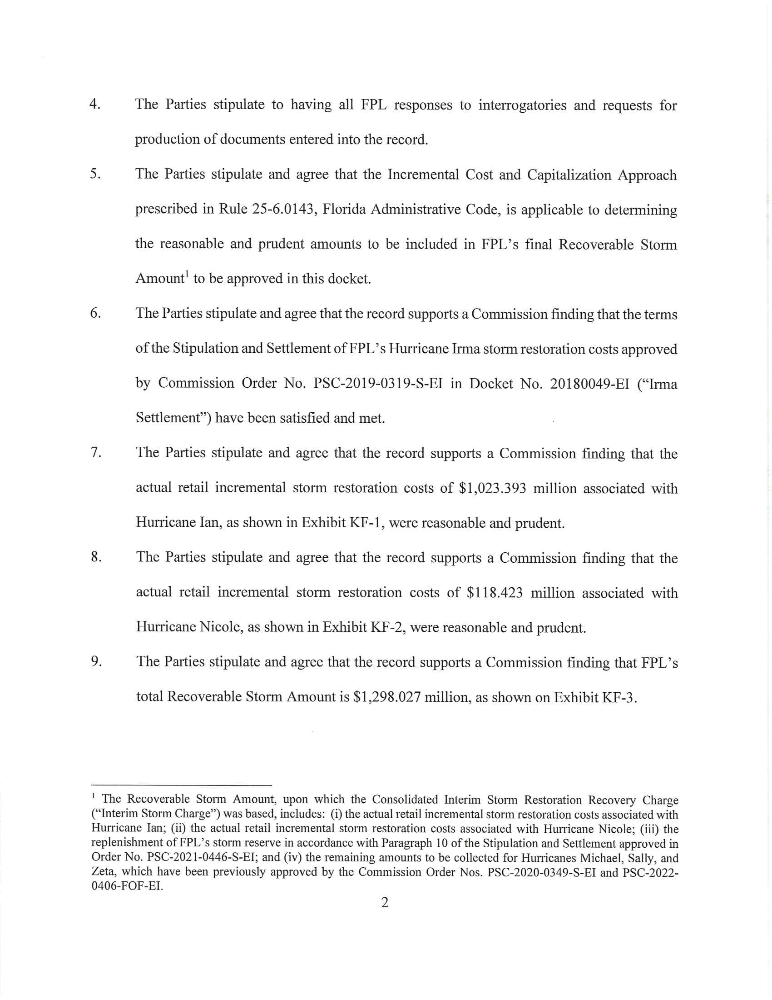 4. The Parties stipulate to having all FPL responses to interrogatories and requests for
production of documents entered into the record.
5. The Parties stipulate and agree that the Incremental Cost and Capitalization Approach
prescribed in Rule 25-6.0143, Florida Administrative Code, is applicable to determining
the reasonable and prudent amounts to be included in FPL’s final Recoverable Storm
Amount¹ to be approved in this docket.
6. The Parties stipulate and agree that the record supports a Commission finding that the terms
of the Stipulation and Settlement of FPL’s Hurricane Irma storm restoration costs approved
by Commission Order No. PSC-2019-0319-S-EI in Docket No. 20180049-EI (“Irma
Settlement”) have been satisfied and met.
7. The Parties stipulate and agree that the record supports a Commission finding that the
actual retail incremental storm restoration costs of $1,023.393 million associated with
Hurricane Ian, as shown in Exhibit KF-1, were reasonable and prudent.
8. The Parties stipulate and agree that the record supports a Commission finding that the
actual retail incremental storm restoration costs of $118.423 million associated with
Hurricane Nicole, as shown in Exhibit KF-2, were reasonable and prudent.
9. The Parties stipulate and agree that the record supports a Commission finding that FPL’s
total Recoverable Storm Amount is $1,298.027 million, as shown on Exhibit KF-3.
¹ The Recoverable Storm Amount, upon which the Consolidated Interim Storm Restoration Recovery Charge
(“Interim Storm Charge”) was based, includes: (i) the actual retail incremental storm restoration costs associated with
Hurricane Ian; (ii) the actual retail incremental storm restoration costs associated with Hurricane Nicole; (iii) the
replenishment of FPL’s storm reserve in accordance with Paragraph 10 of the Stipulation and Settlement approved in
Order No. PSC-2021-0446-S-EI; and (iv) the remaining amounts to be collected for Hurricanes Michael, Sally, and
Zeta, which have been previously approved by the Commission Order Nos. PSC-2020-0349-S-EI and PSC-2022-
0406-FOF-EI.
2